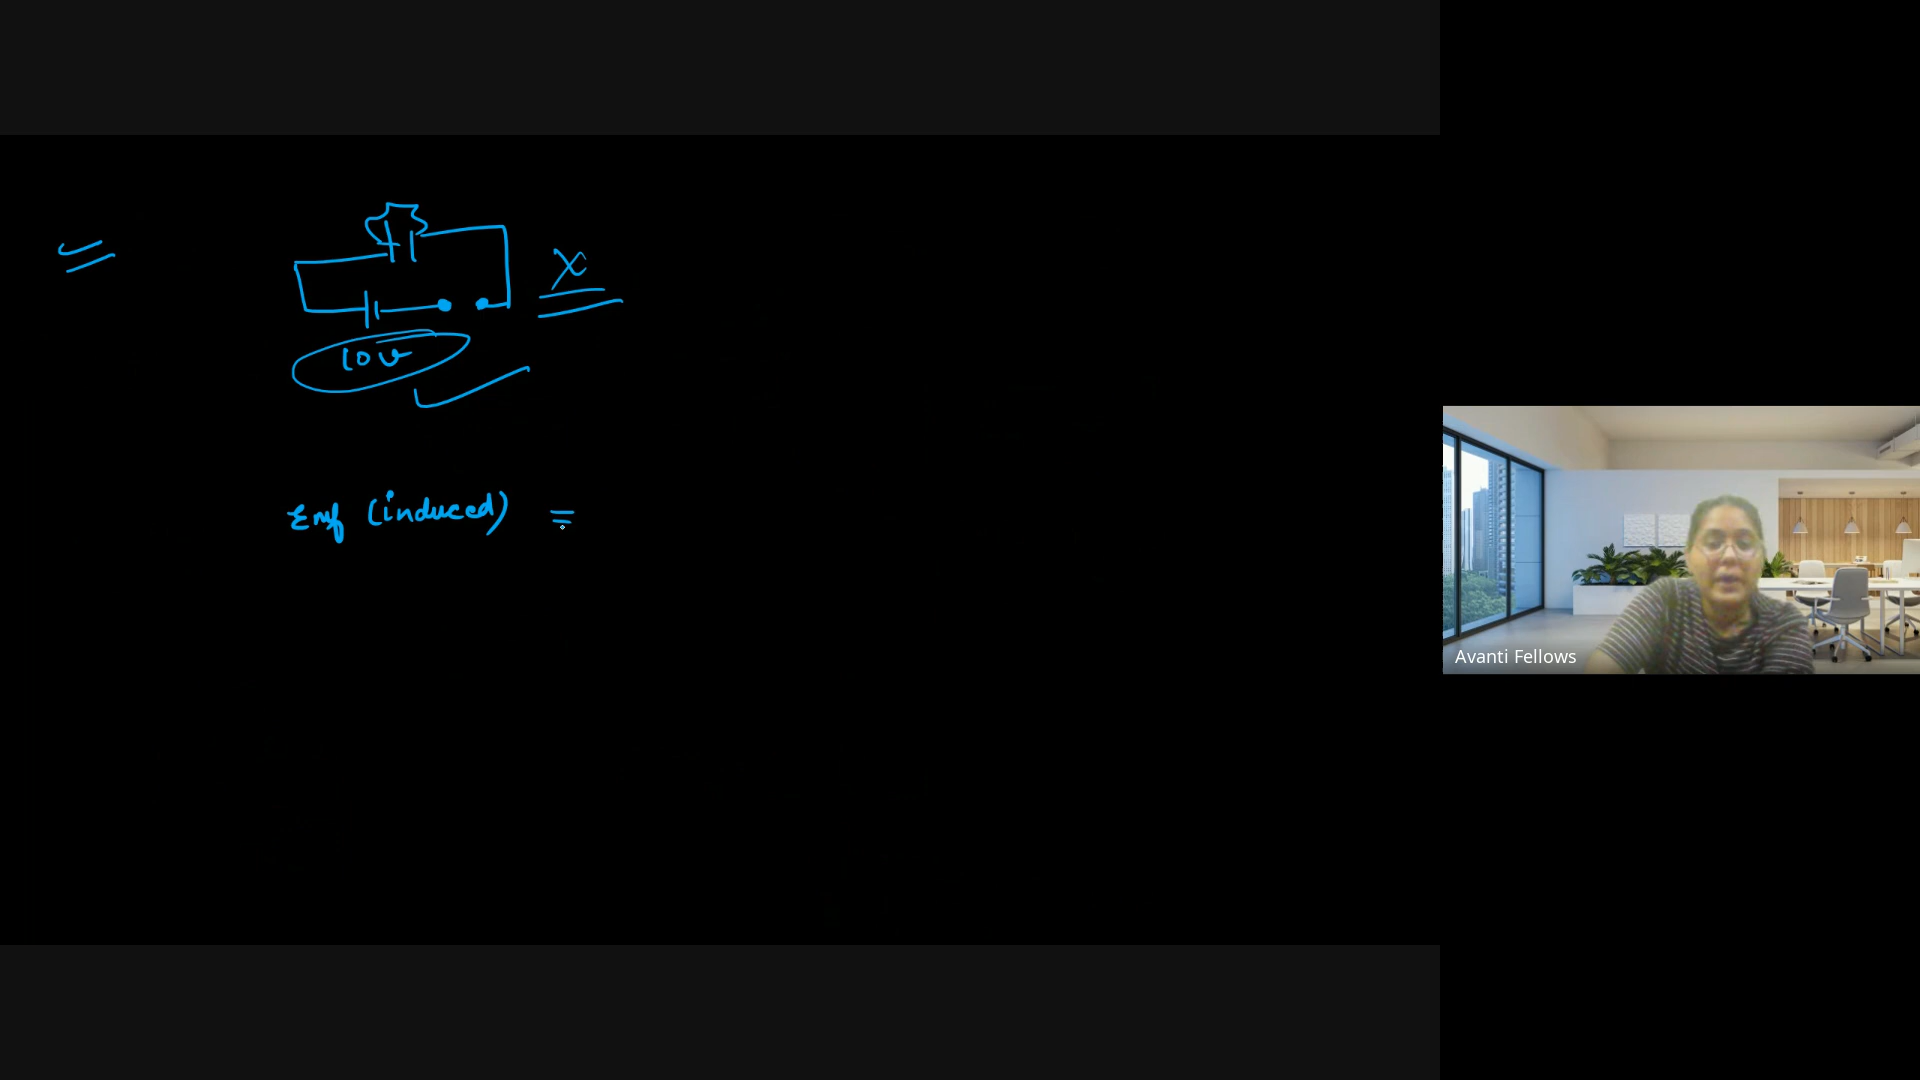 X
10v
Emf (induced) =
Avanti Fellows